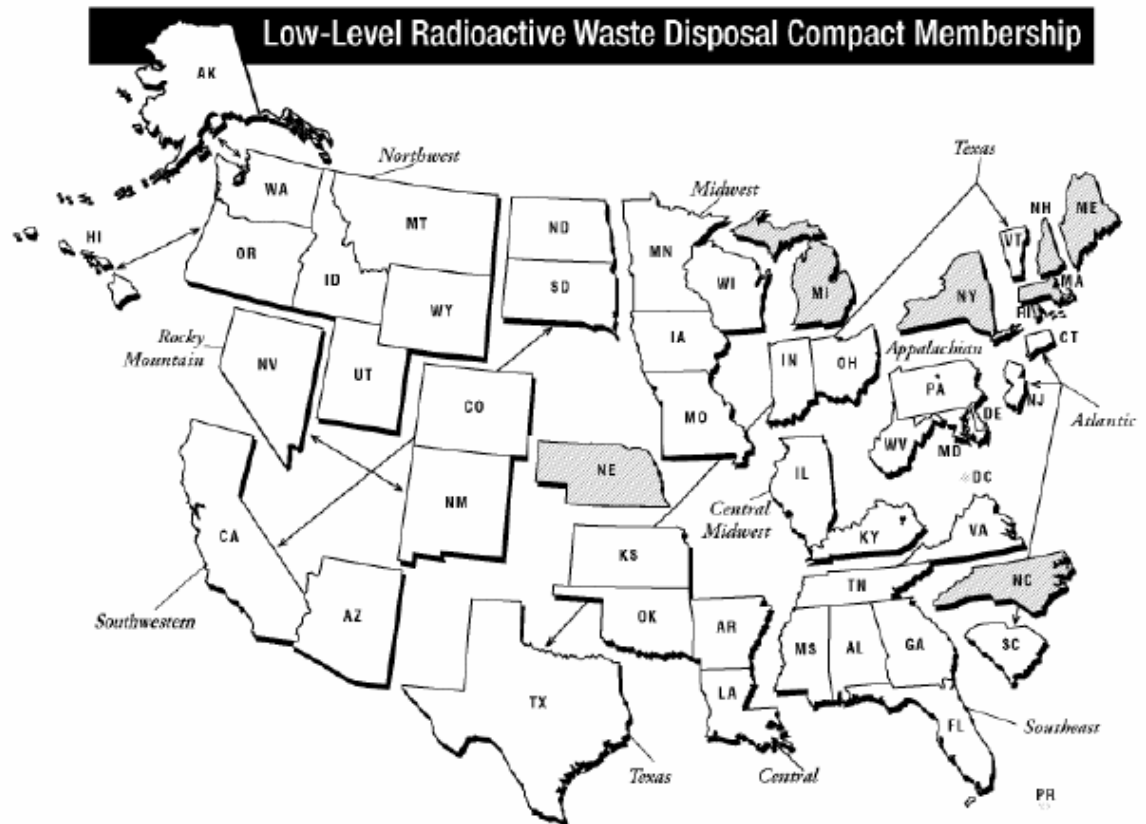 Low-Level Radioactive Waste Disposal Compact Membership
AK
Northwest
Texas
WA
MT
ND
MN
Midwest
VT
NH
ME
HI
OR
ID
SD
WI
MI
NY
MA
RI
WY
Rocky
Mountain
NV
UT
IA
IN
OH
Appalachian
CT
CO
MO
PA
DE
NJ
Atlantic
NE
WV
MD
DC
CA
NM
IL
Central
Midwest
KS
KY
VA
TN
NC
Southwestern
AZ
OK
AR
MS
AL
GA
SC
TX
LA
FL
Southeast
Texas
Central
PR